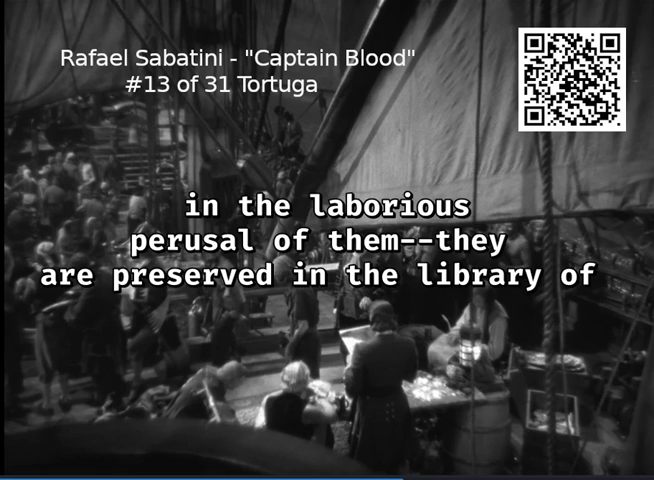 Rafael Sabatini - "Captain Blood"
#13 of 31 Tortuga
in the laborious
perusal of them--they
are preserved in the library of